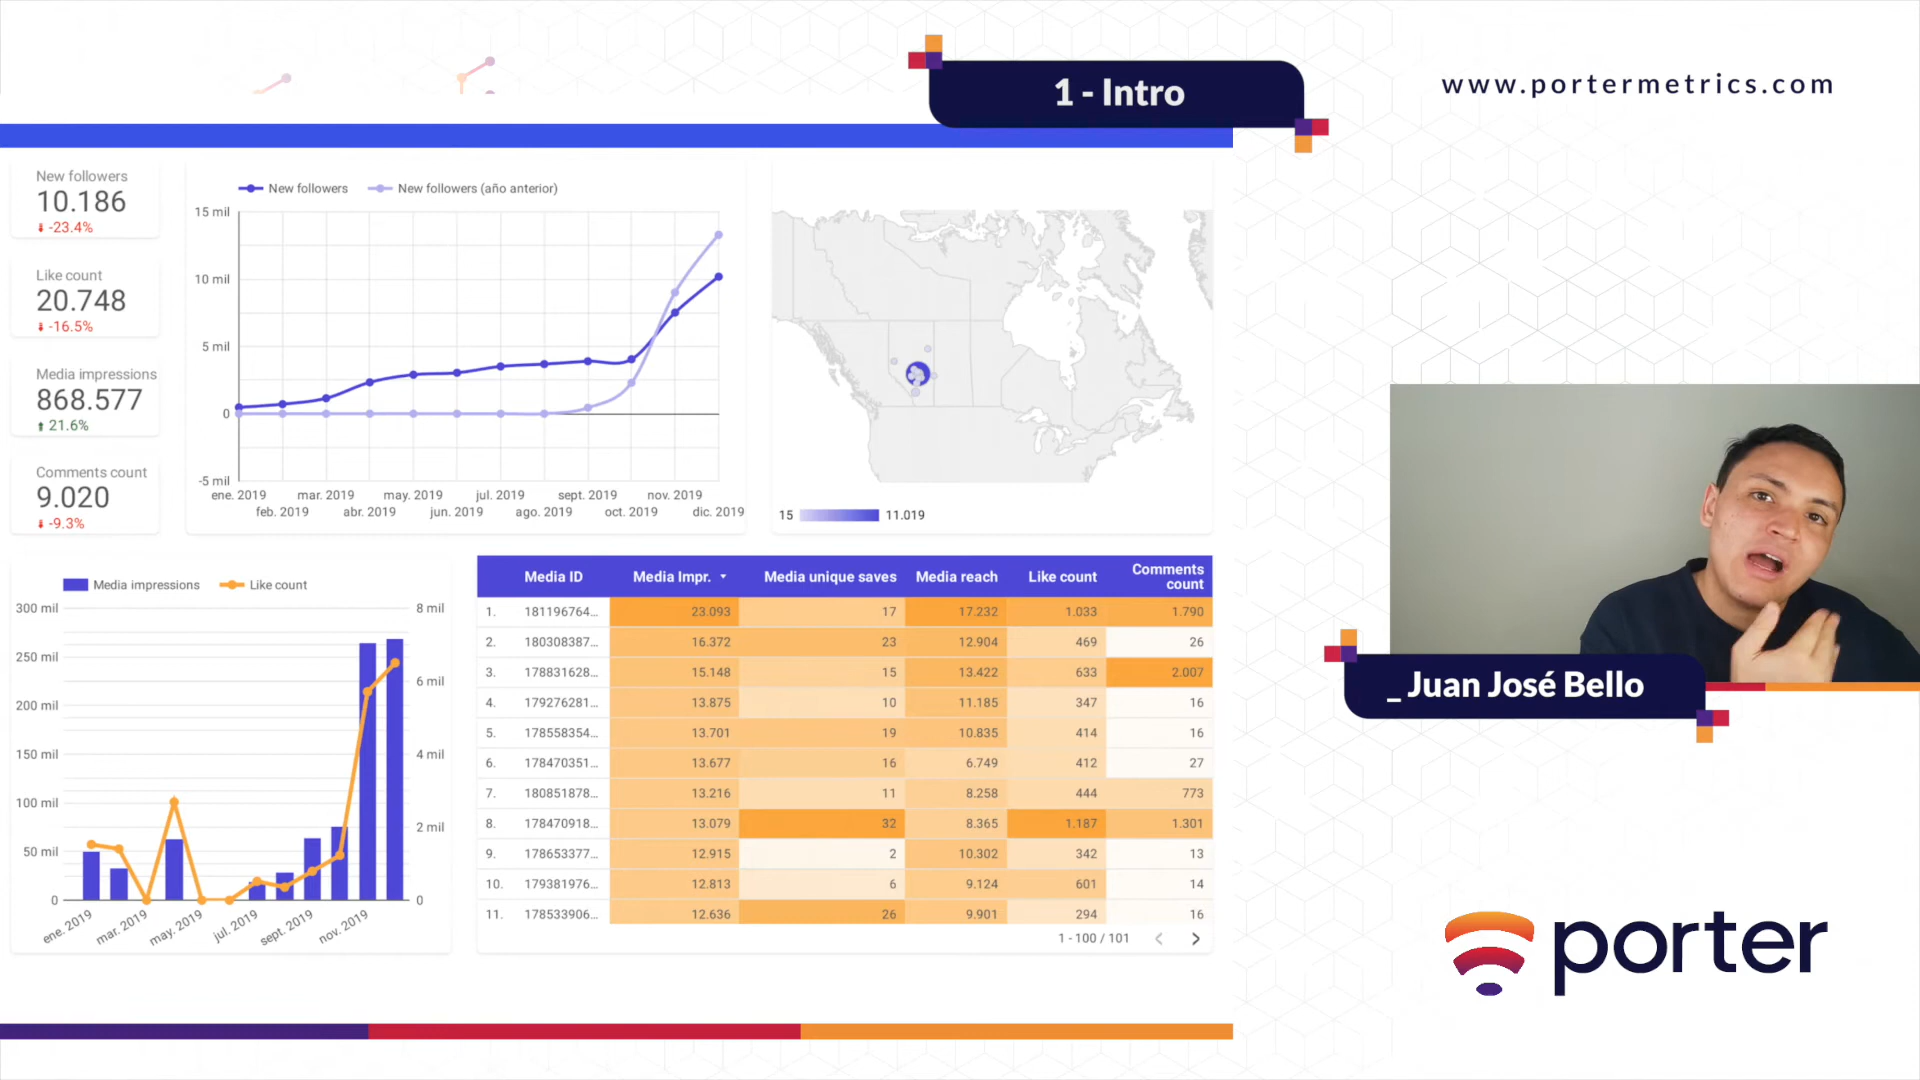 1 - Intro
www.portermetrics.com
New followers
10.186
-23.4%
Like count
20.748
-16.5%
Media impressions
868.577
21.6%
Comments count
9.020
-9.3%
New followers New followers (año anterior)
15 mil
10 mil
5 mil
0
-5 mil
ene. 2019 mar. 2019 may. 2019 jul. 2019 sept. 2019 nov. 2019
feb. 2019 abr. 2019 jun. 2019 ago. 2019 oct. 2019 dic. 2019
15 11.019
Media impressions Like count
300 mil 8 mil
250 mil
6 mil
200 mil
150 mil 4 mil
100 mil
2 mil
50 mil
0 0
ene. 2019 mar. 2019 may. 2019 jul. 2019 sept. 2019 nov. 2019
Media ID Media Impr. Media unique saves Media reach Like count Comments count
1. 181196764... 23.093 17 17.232 1.033 1.790
2. 180308387... 16.372 23 12.904 469 26
3. 178831628... 15.148 15 13.422 633 2.007
4. 179276281... 13.875 10 11.185 347 16
5. 178558354... 13.701 19 10.835 414 16
6. 178470351... 13.677 16 6.749 412 27
7. 180851878... 13.216 11 8.258 444 773
8. 178470918... 13.079 32 8.365 1.187 1.301
9. 178653377... 12.915 2 10.302 342 13
10. 179381976... 12.813 6 9.124 601 14
11. 178533906... 12.636 26 9.901 294 16
1 - 100 / 101
_ Juan José Bello
porter